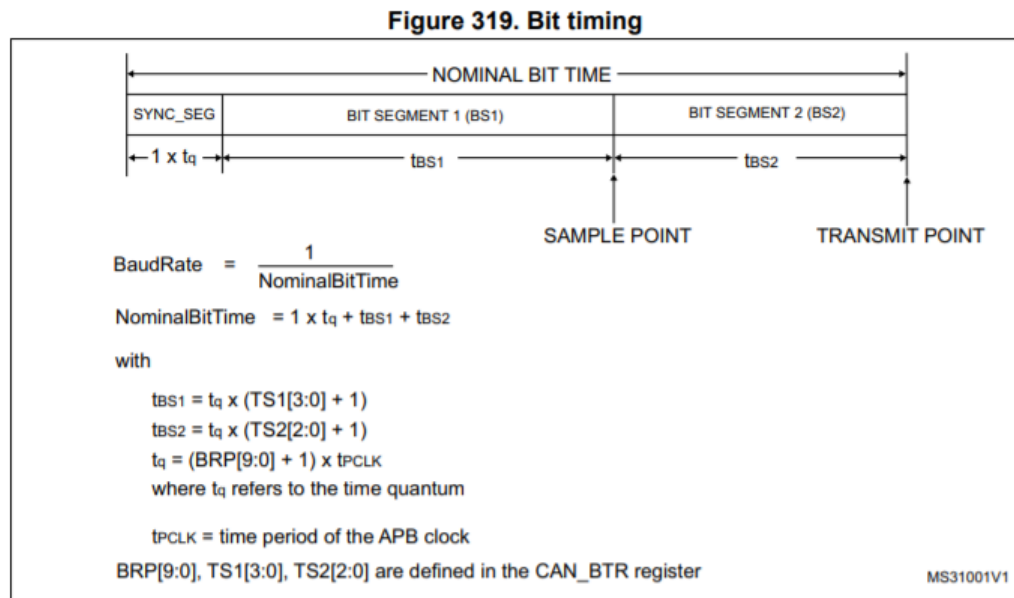 Figure 319. Bit timing
NOMINAL BIT TIME
SYNC_SEG BIT SEGMENT 1 (BS1) BIT SEGMENT 2 (BS2)
1 x tq tBS1 tBS2
SAMPLE POINT TRANSMIT POINT
BaudRate = 1
NominalBitTime
NominalBitTime = 1 x tq + tBS1 + tBS2
with
tBS1 = tq x (TS1[3:0] + 1)
tBS2 = tq x (TS2[2:0] + 1)
tq = (BRP[9:0] + 1) x tPCLK
where tq refers to the time quantum
tPCLK = time period of the APB clock
BRP[9:0], TS1[3:0], TS2[2:0] are defined in the CAN_BTR register
MS31001V1